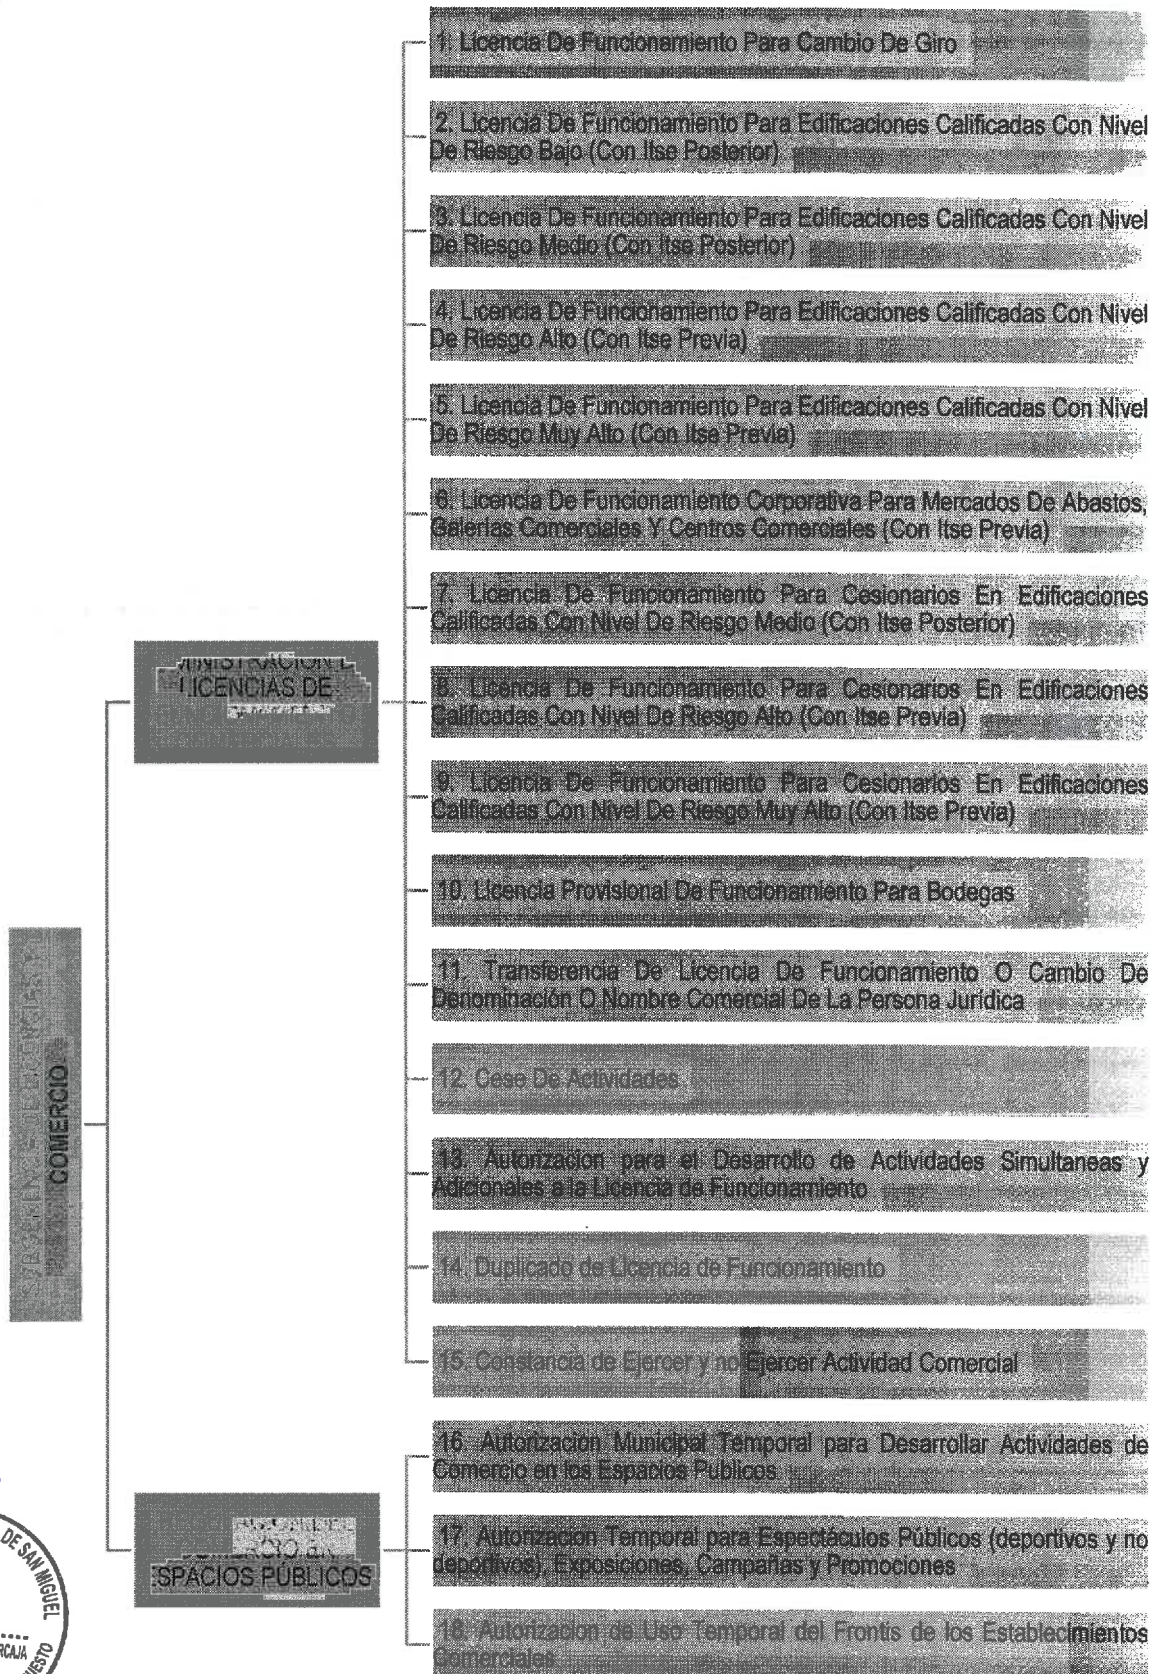 1. Licencia De Funcionamiento Para Cambio De Giro
2. Licencia De Funcionamiento Para Edificaciones Calificadas Con Nivel
De Riesgo Bajo (Con Itse Posterior)
3. Licencia De Funcionamiento Para Edificaciones Calificadas Con Nivel
De Riesgo Medio (Con Itse Posterior)
4. Licencia De Funcionamiento Para Edificaciones Calificadas Con Nivel
De Riesgo Alto (Con Itse Previa)
5. Licencia De Funcionamiento Para Edificaciones Calificadas Con Nivel
De Riesgo Muy Alto (Con Itse Previa)
6. Licencia De Funcionamiento Corporativa Para Mercados De Abastos,
Galerías Comerciales Y Centros Comerciales (Con Itse Previa)
7. Licencia De Funcionamiento Para Cesionarios En Edificaciones
Calificadas Con Nivel De Riesgo Medio (Con Itse Posterior)
LICENCIAS DE
8. Licencia De Funcionamiento Para Cesionarios En Edificaciones
Calificadas Con Nivel De Riesgo Alto (Con Itse Previa)
9. Licencia De Funcionamiento Para Cesionarios En Edificaciones
Calificadas Con Nivel De Riesgo Muy Alto (Con Itse Previa)
10. Licencia Provisional De Funcionamiento Para Bodegas
11. Transferencia De Licencia De Funcionamiento O Cambio De
Denominación O Nombre Comercial De La Persona Jurídica
COMERCIO
12. Cese De Actividades
13. Autorización para el Desarrollo de Actividades Simultaneas y
Adicionales a la Licencia de Funcionamiento
14. Duplicado de Licencia de Funcionamiento
15. Constancia de Ejercer y no Ejercer Actividad Comercial
16. Autorización Municipal Temporal para Desarrollar Actividades de
Comercio en los Espacios Publicos
17. Autorización Temporal para Espectáculos Públicos (deportivos y no
deportivos), Exposiciones, Campañas y Promociones
ESPACIOS PÚBLICOS
18. Autorización de Uso Temporal del Frontis de los Establecimientos
Comerciales
DE SAN MIGUEL